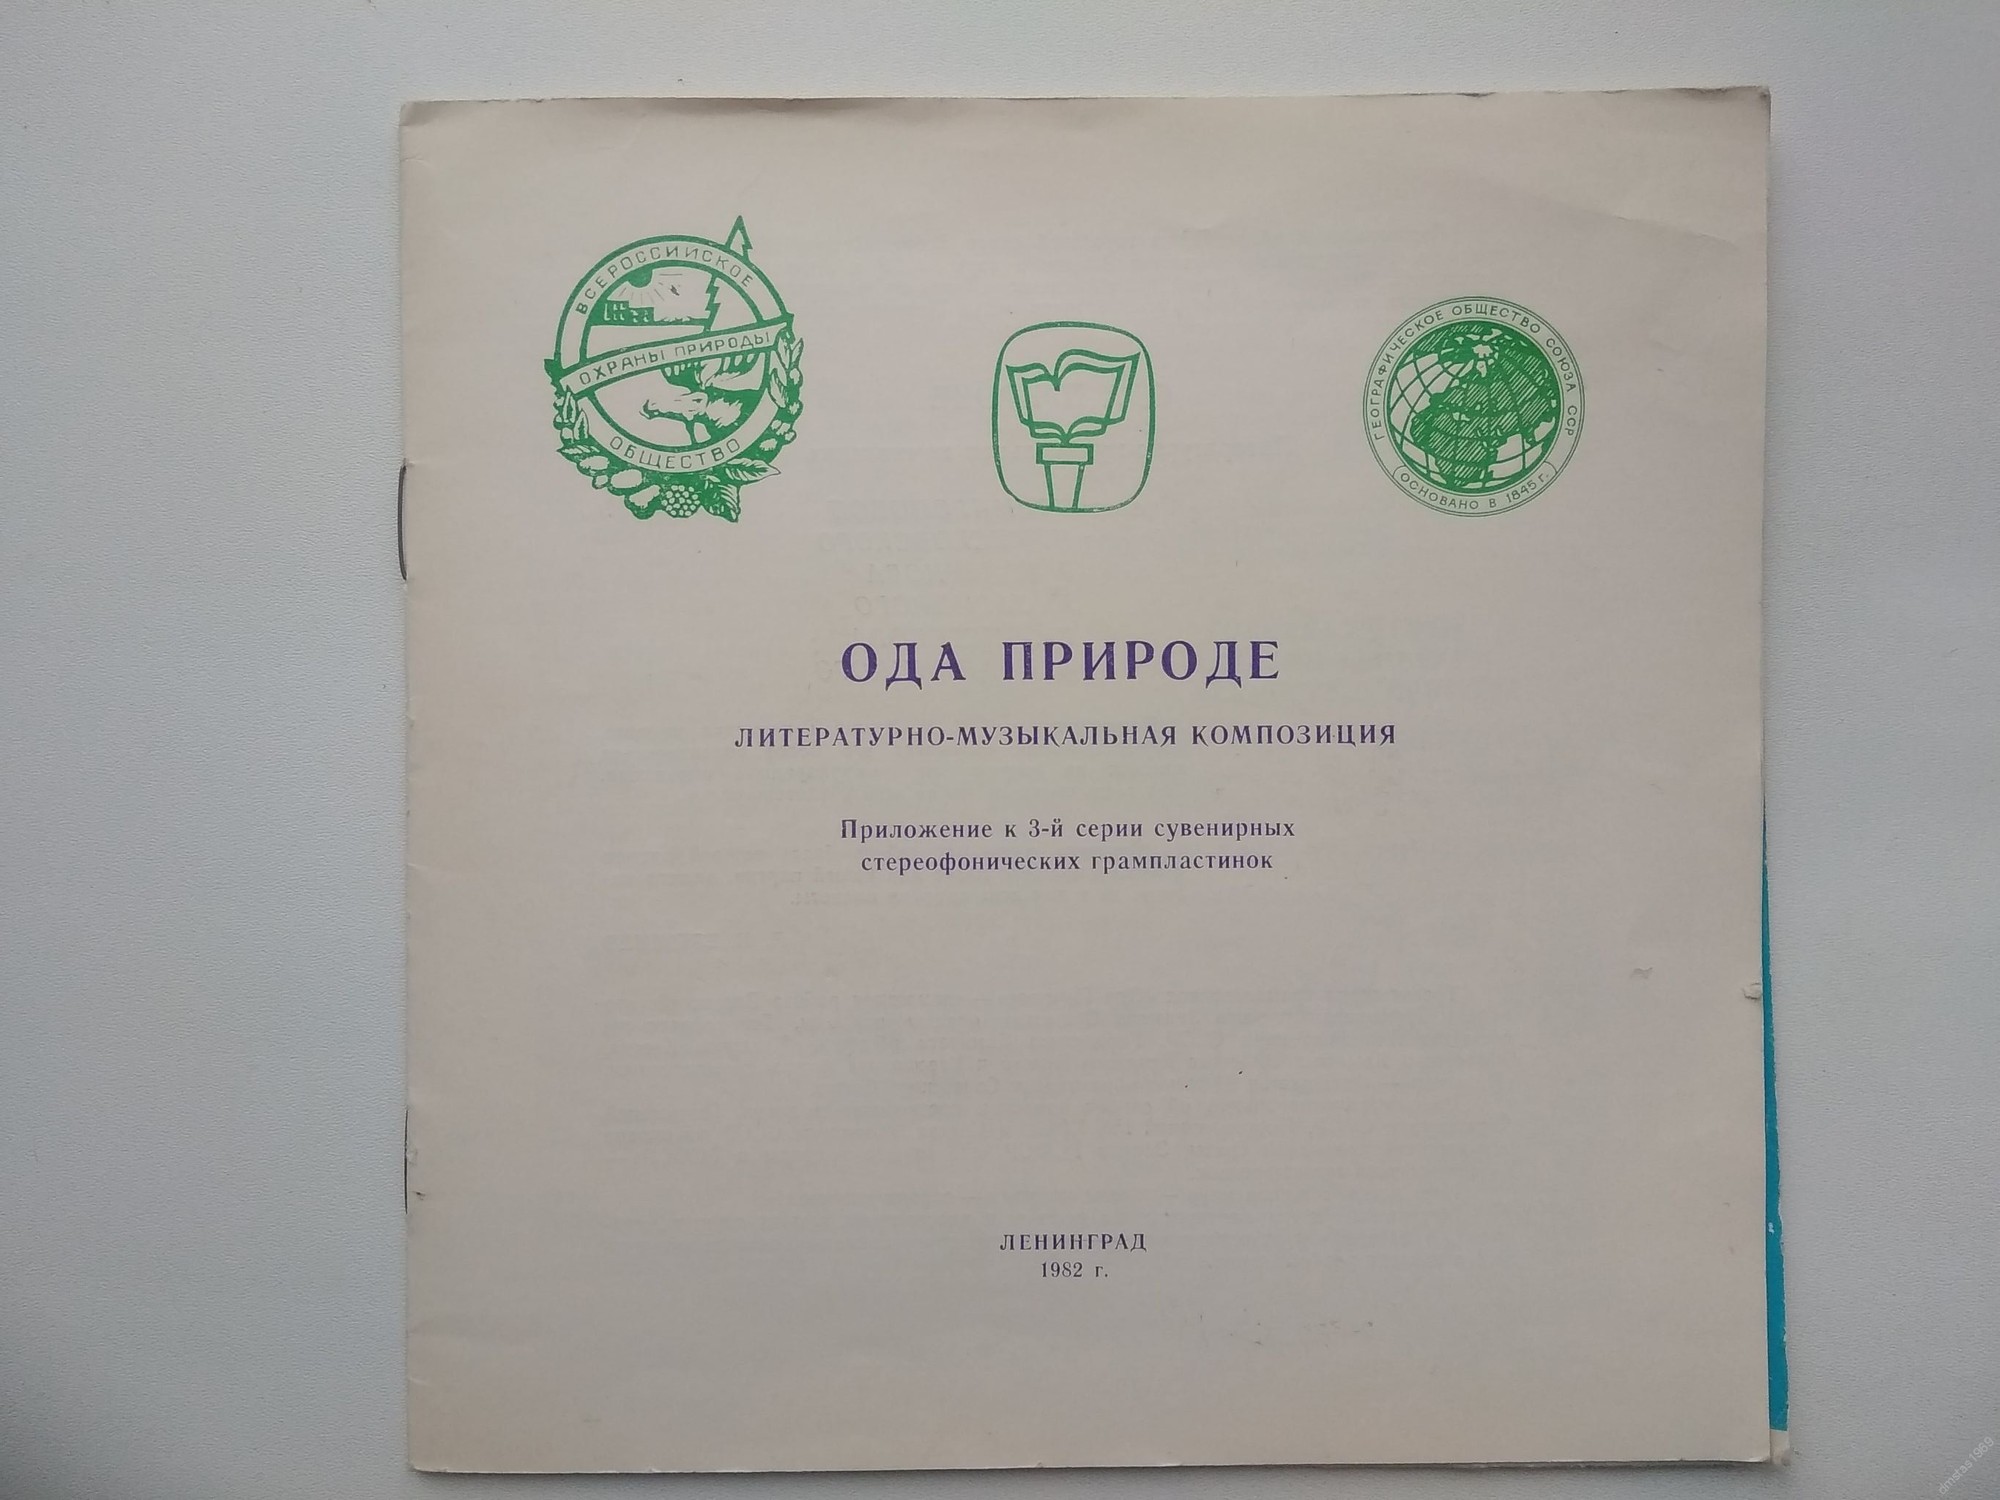 ВСЕРОССИЙСКОЕ
ОХРАНЫ ПРИРОДЫ
ОБЩЕСТВО
ГЕОГРАФИЧЕСКОЕ ОБЩЕСТВО СОЮЗА ССР
(ОСНОВАНО В 1845 г.)
ОДА ПРИРОДЕ
ЛИТЕРАТУРНО-МУЗЫКАЛЬНАЯ КОМПОЗИЦИЯ
Приложение к 3-й серии сувенирных
стереофонических грампластинок
ЛЕНИНГРАД
1982 г.
dmstas1969